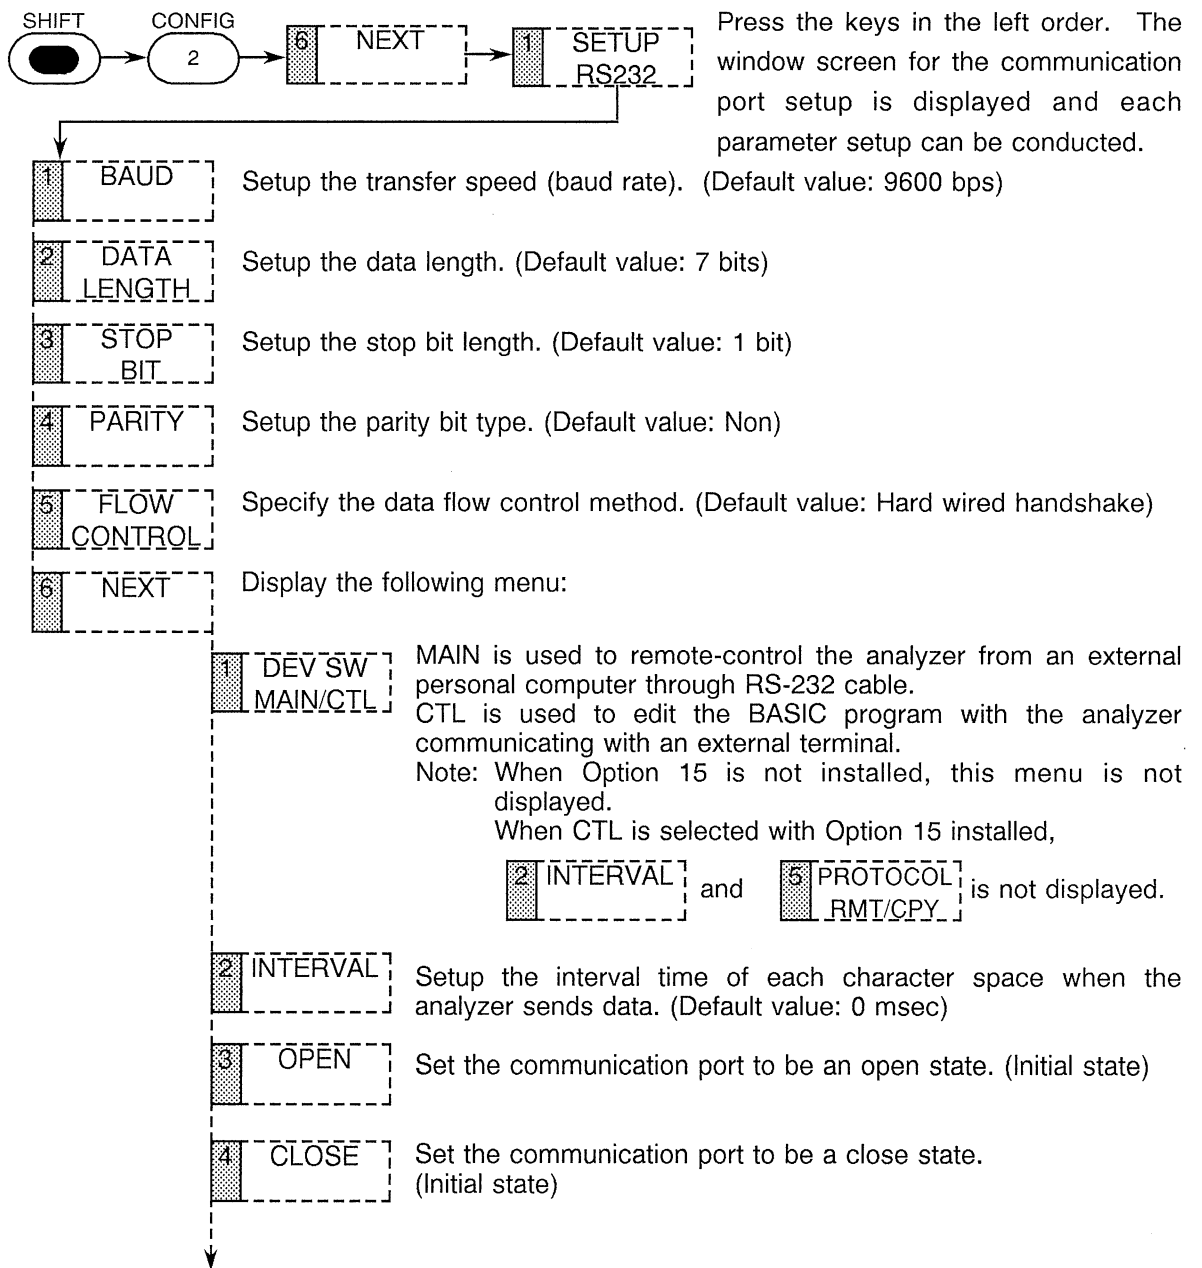 SHIFT
CONFIG
2
6 NEXT
1 SETUP
RS232
Press the keys in the left order. The
window screen for the communication
port setup is displayed and each
parameter setup can be conducted.
1 BAUD
Setup the transfer speed (baud rate). (Default value: 9600 bps)
2 DATA
LENGTH
Setup the data length. (Default value: 7 bits)
3 STOP
BIT
Setup the stop bit length. (Default value: 1 bit)
4 PARITY
Setup the parity bit type. (Default value: Non)
5 FLOW
CONTROL
Specify the data flow control method. (Default value: Hard wired handshake)
6 NEXT
Display the following menu:
1 DEV SW
MAIN/CTL
MAIN is used to remote-control the analyzer from an external
personal computer through RS-232 cable.
CTL is used to edit the BASIC program with the analyzer
communicating with an external terminal.
Note: When Option 15 is not installed, this menu is not
displayed.
When CTL is selected with Option 15 installed,
2 INTERVAL and 5 PROTOCOL
RMT/CPY is not displayed.
2 INTERVAL
Setup the interval time of each character space when the
analyzer sends data. (Default value: 0 msec)
3 OPEN
Set the communication port to be an open state. (Initial state)
4 CLOSE
Set the communication port to be a close state.
(Initial state)